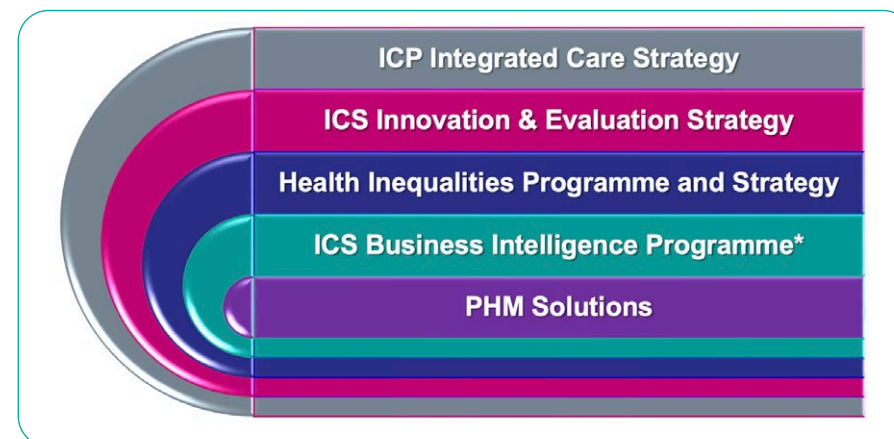 ICP Integrated Care Strategy
ICS Innovation & Evaluation Strategy
Health Inequalities Programme and Strategy
ICS Business Intelligence Programme*
PHM Solutions